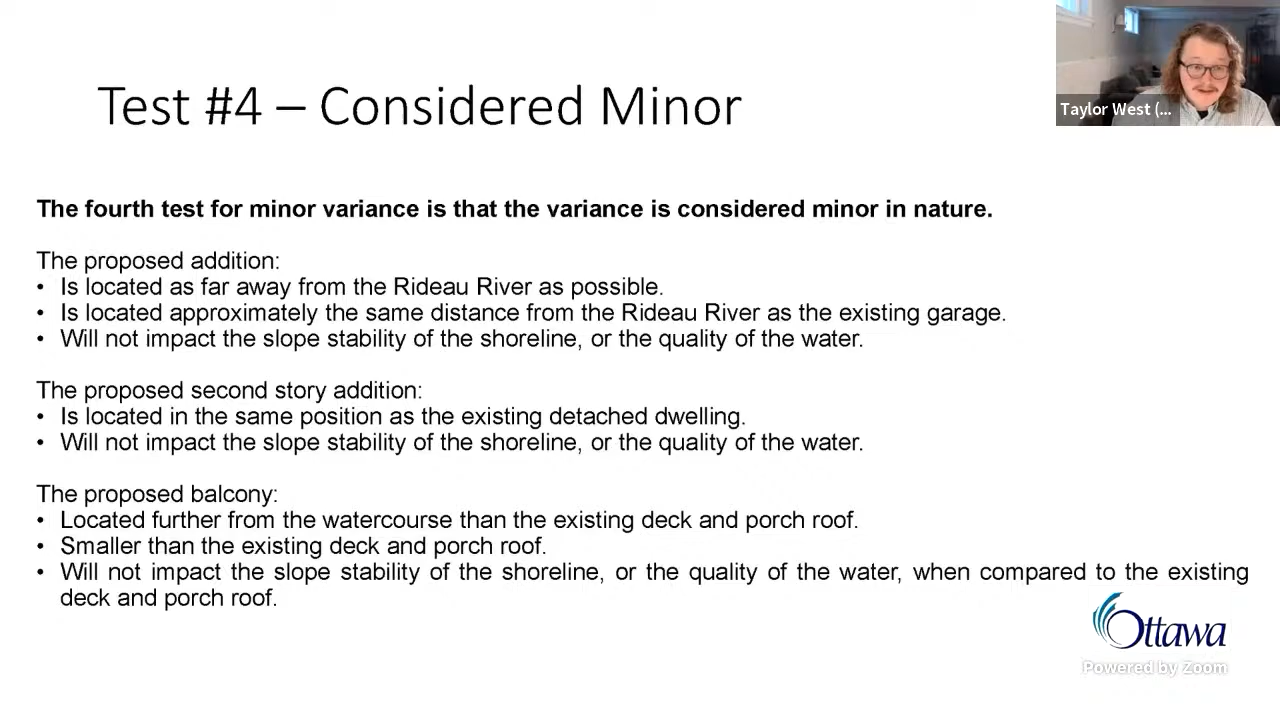 Test #4 – Considered Minor
Taylor West (...
The fourth test for minor variance is that the variance is considered minor in nature.
The proposed addition:
• Is located as far away from the Rideau River as possible.
• Is located approximately the same distance from the Rideau River as the existing garage.
• Will not impact the slope stability of the shoreline, or the quality of the water.
The proposed second story addition:
• Is located in the same position as the existing detached dwelling.
• Will not impact the slope stability of the shoreline, or the quality of the water.
The proposed balcony:
• Located further from the watercourse than the existing deck and porch roof.
• Smaller than the existing deck and porch roof.
• Will not impact the slope stability of the shoreline, or the quality of the water, when compared to the existing
deck and porch roof.
Ottawa
Powered by Zoom